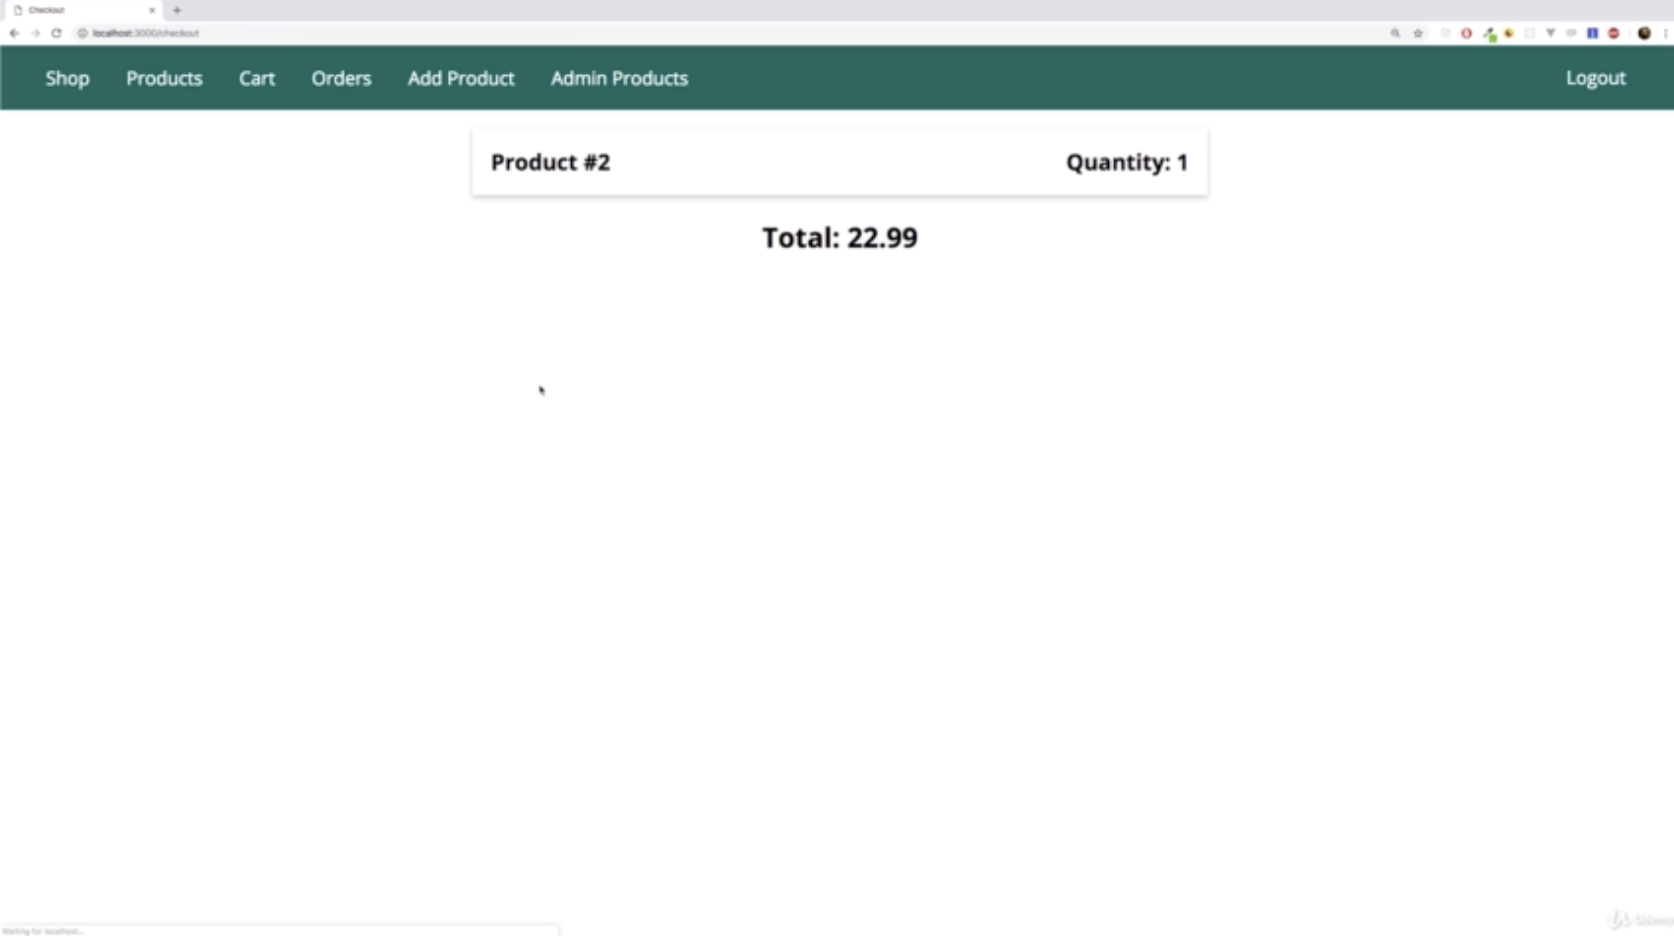 Checkout
localhost:3000/checkout
Shop Products Cart Orders Add Product Admin Products Logout
Product #2 Quantity: 1
Total: 22.99
Waiting for localhost...
Udemy